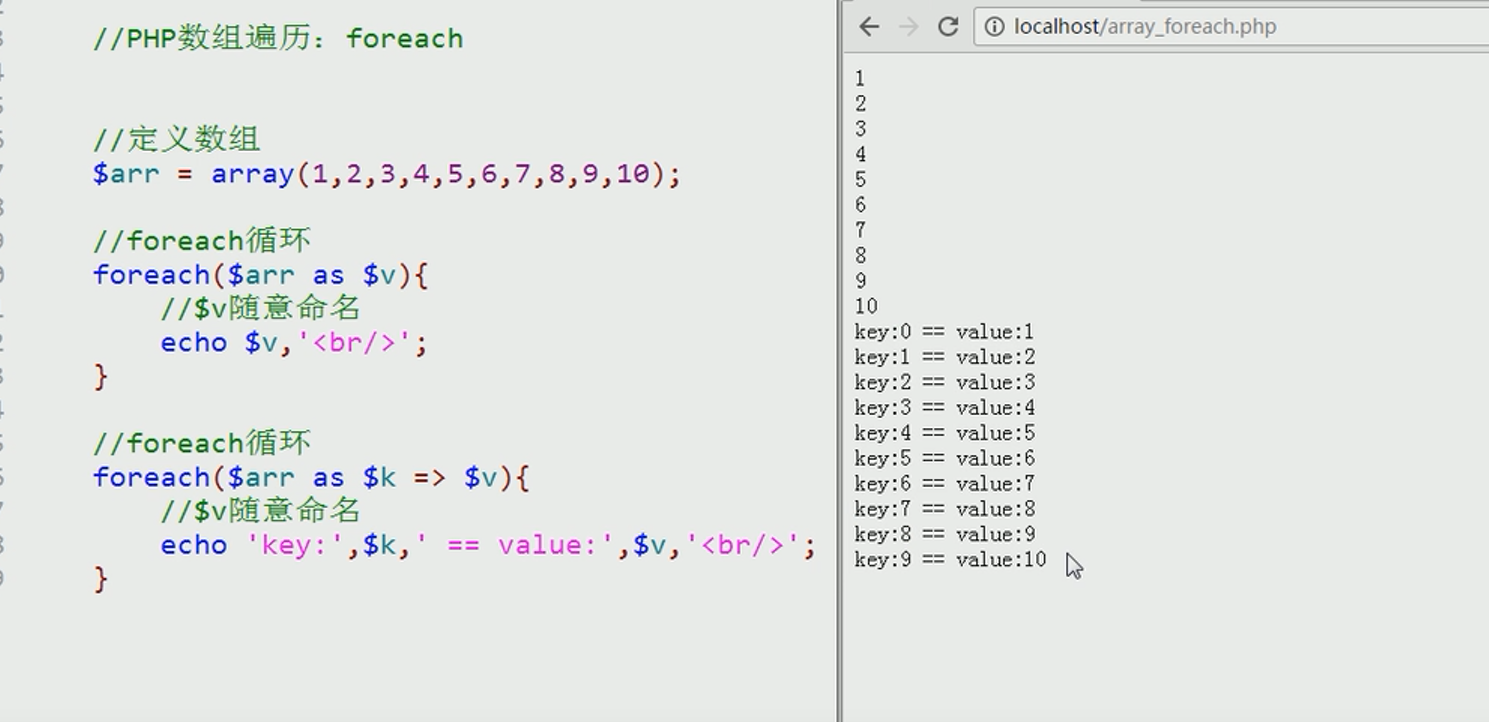 //PHP数组遍历：foreach
//定义数组
$arr = array(1,2,3,4,5,6,7,8,9,10);
//foreach循环
foreach($arr as $v){
//$v随意命名
echo $v,'<br/>';
}
//foreach循环
foreach($arr as $k => $v){
//$v随意命名
echo 'key:',$k,' == value:',$v,'<br/>';
}
localhost/array_foreach.php
1
2
3
4
5
6
7
8
9
10
key:0 == value:1
key:1 == value:2
key:2 == value:3
key:3 == value:4
key:4 == value:5
key:5 == value:6
key:6 == value:7
key:7 == value:8
key:8 == value:9
key:9 == value:10